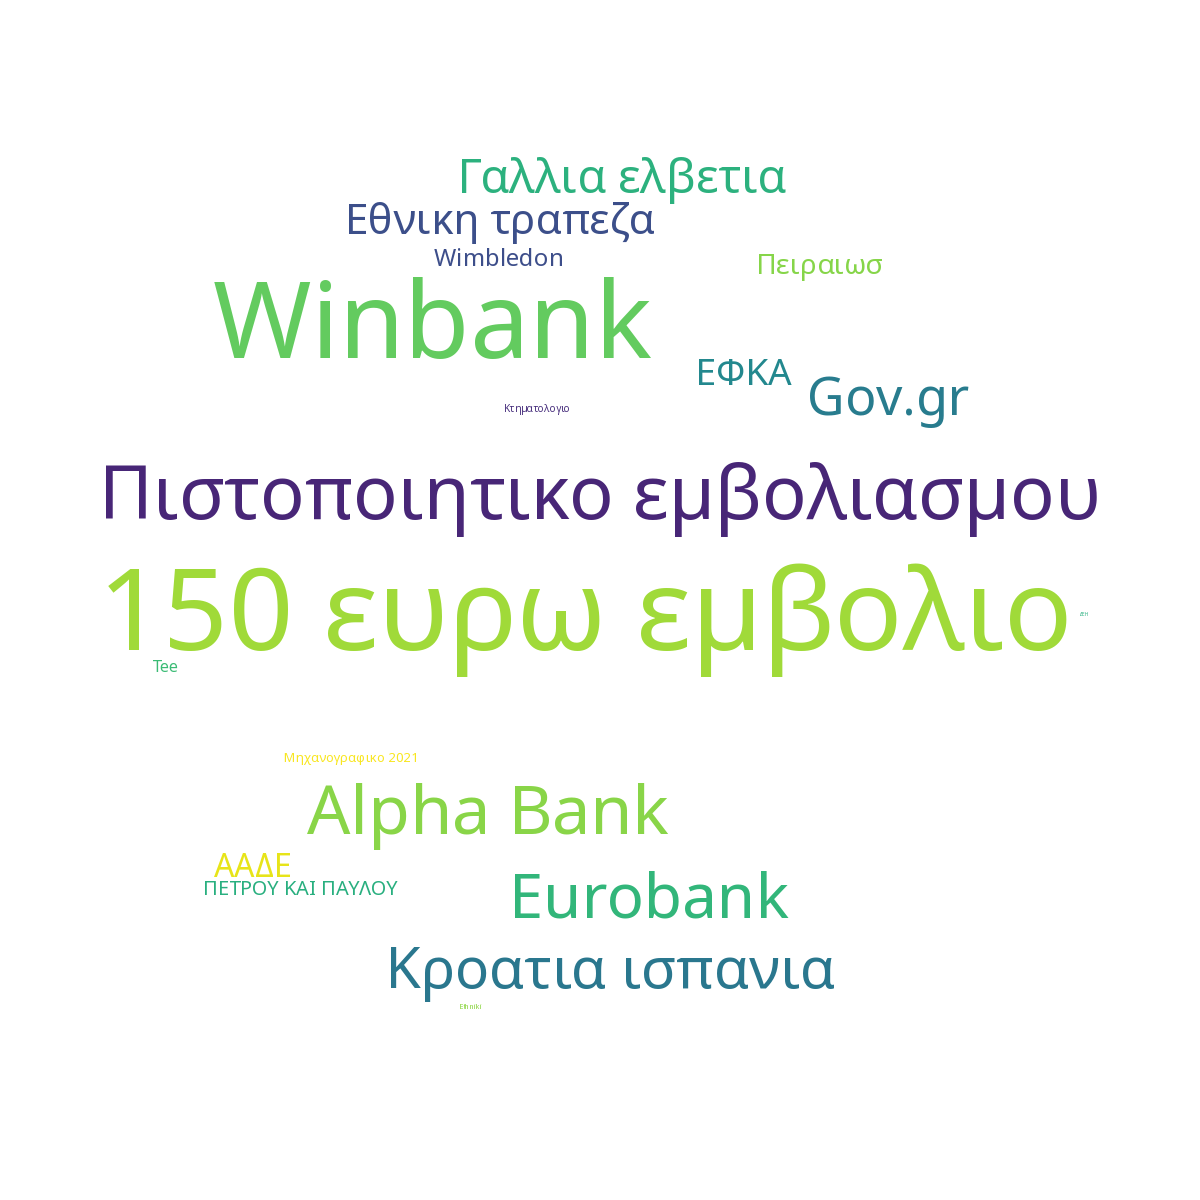 Γαλλια ελβετια
Εθνικη τραπεζα
Wimbledon
Πειραιωσ
Winbank
ΕΦΚΑ
Gov.gr
Κτηματολογιο
Πιστοποιητικο εμβολιασμου
150 ευρω εμβολιο
Tee
Μηχανογραφικο 2021
Alpha Bank
ΑΑΔΕ
ΠΕΤΡΟΥ ΚΑΙ ΠΑΥΛΟΥ
Eurobank
Κροατια ισπανια
Ethniki